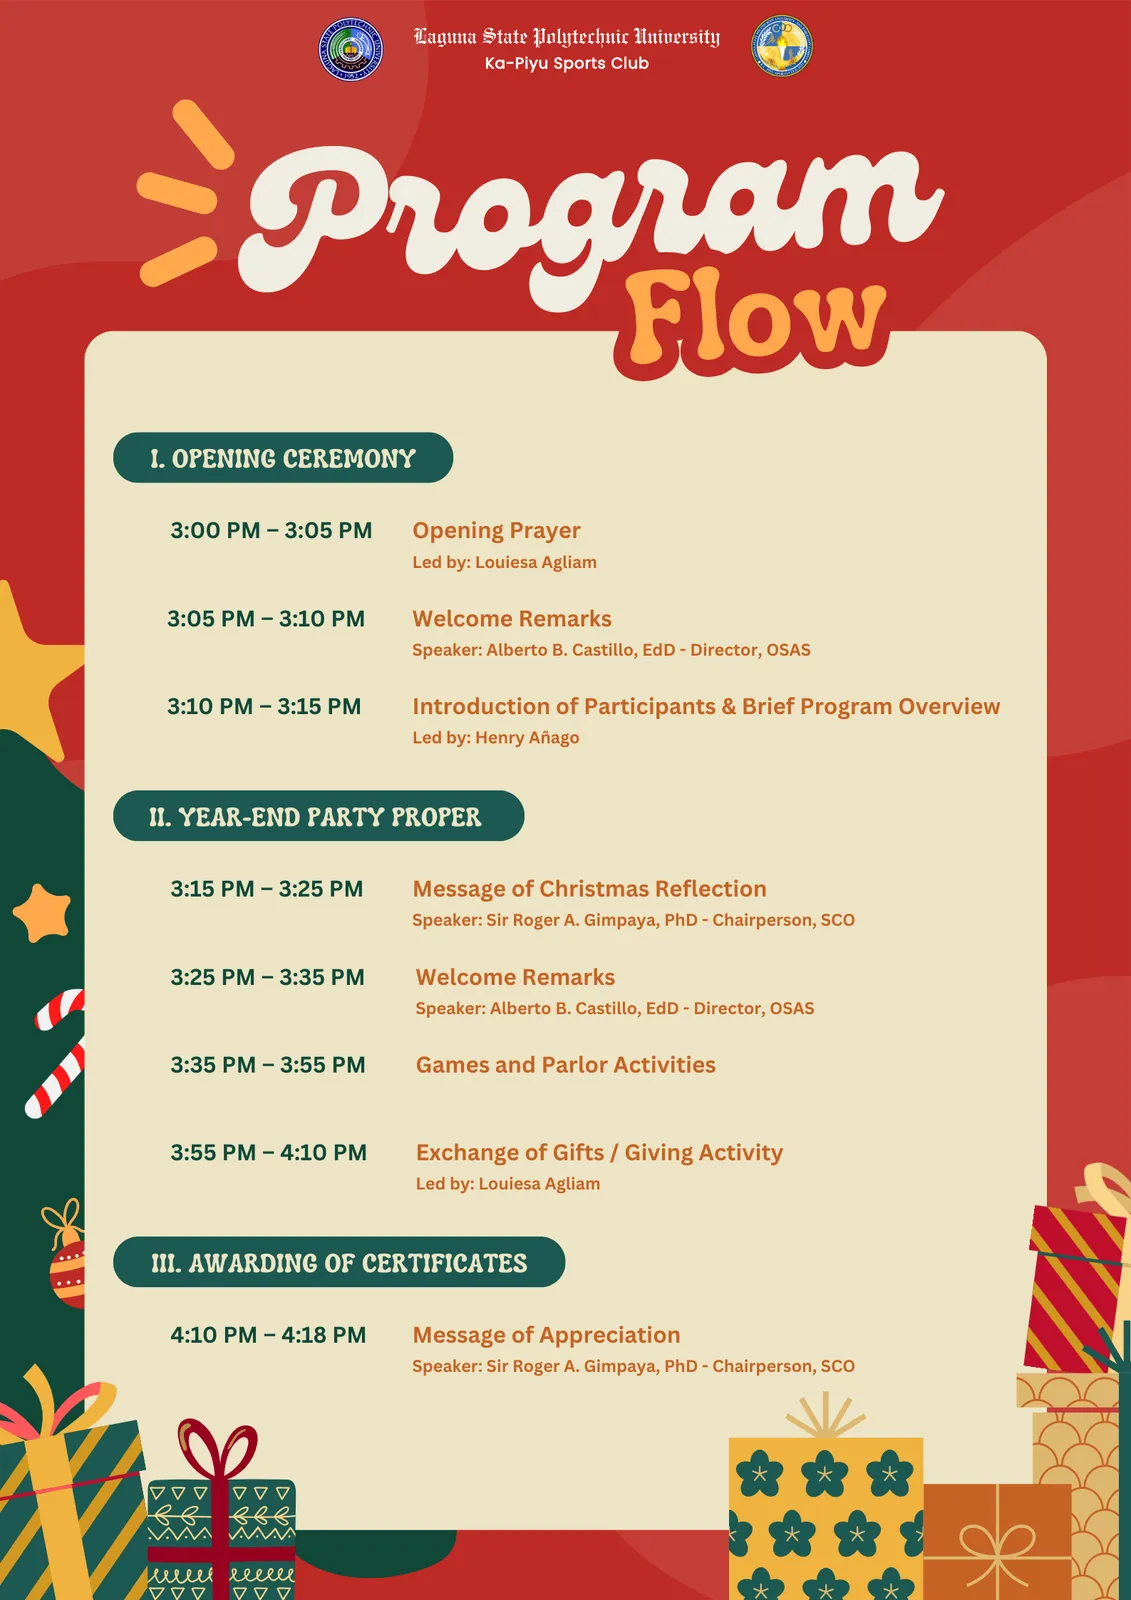 Laguna State Polytechnic University
Ka-Piyu Sports Club
Program
Flow
I. OPENING CEREMONY
3:00 PM – 3:05 PM Opening Prayer
Led by: Louiesa Agliam
3:05 PM – 3:10 PM Welcome Remarks
Speaker: Alberto B. Castillo, EdD - Director, OSAS
3:10 PM – 3:15 PM Introduction of Participants & Brief Program Overview
Led by: Henry Añago
II. YEAR-END PARTY PROPER
3:15 PM – 3:25 PM Message of Christmas Reflection
Speaker: Sir Roger A. Gimpaya, PhD - Chairperson, SCO
3:25 PM – 3:35 PM Welcome Remarks
Speaker: Alberto B. Castillo, EdD - Director, OSAS
3:35 PM – 3:55 PM Games and Parlor Activities
3:55 PM – 4:10 PM Exchange of Gifts / Giving Activity
Led by: Louiesa Agliam
III. AWARDING OF CERTIFICATES
4:10 PM – 4:18 PM Message of Appreciation
Speaker: Sir Roger A. Gimpaya, PhD - Chairperson, SCO